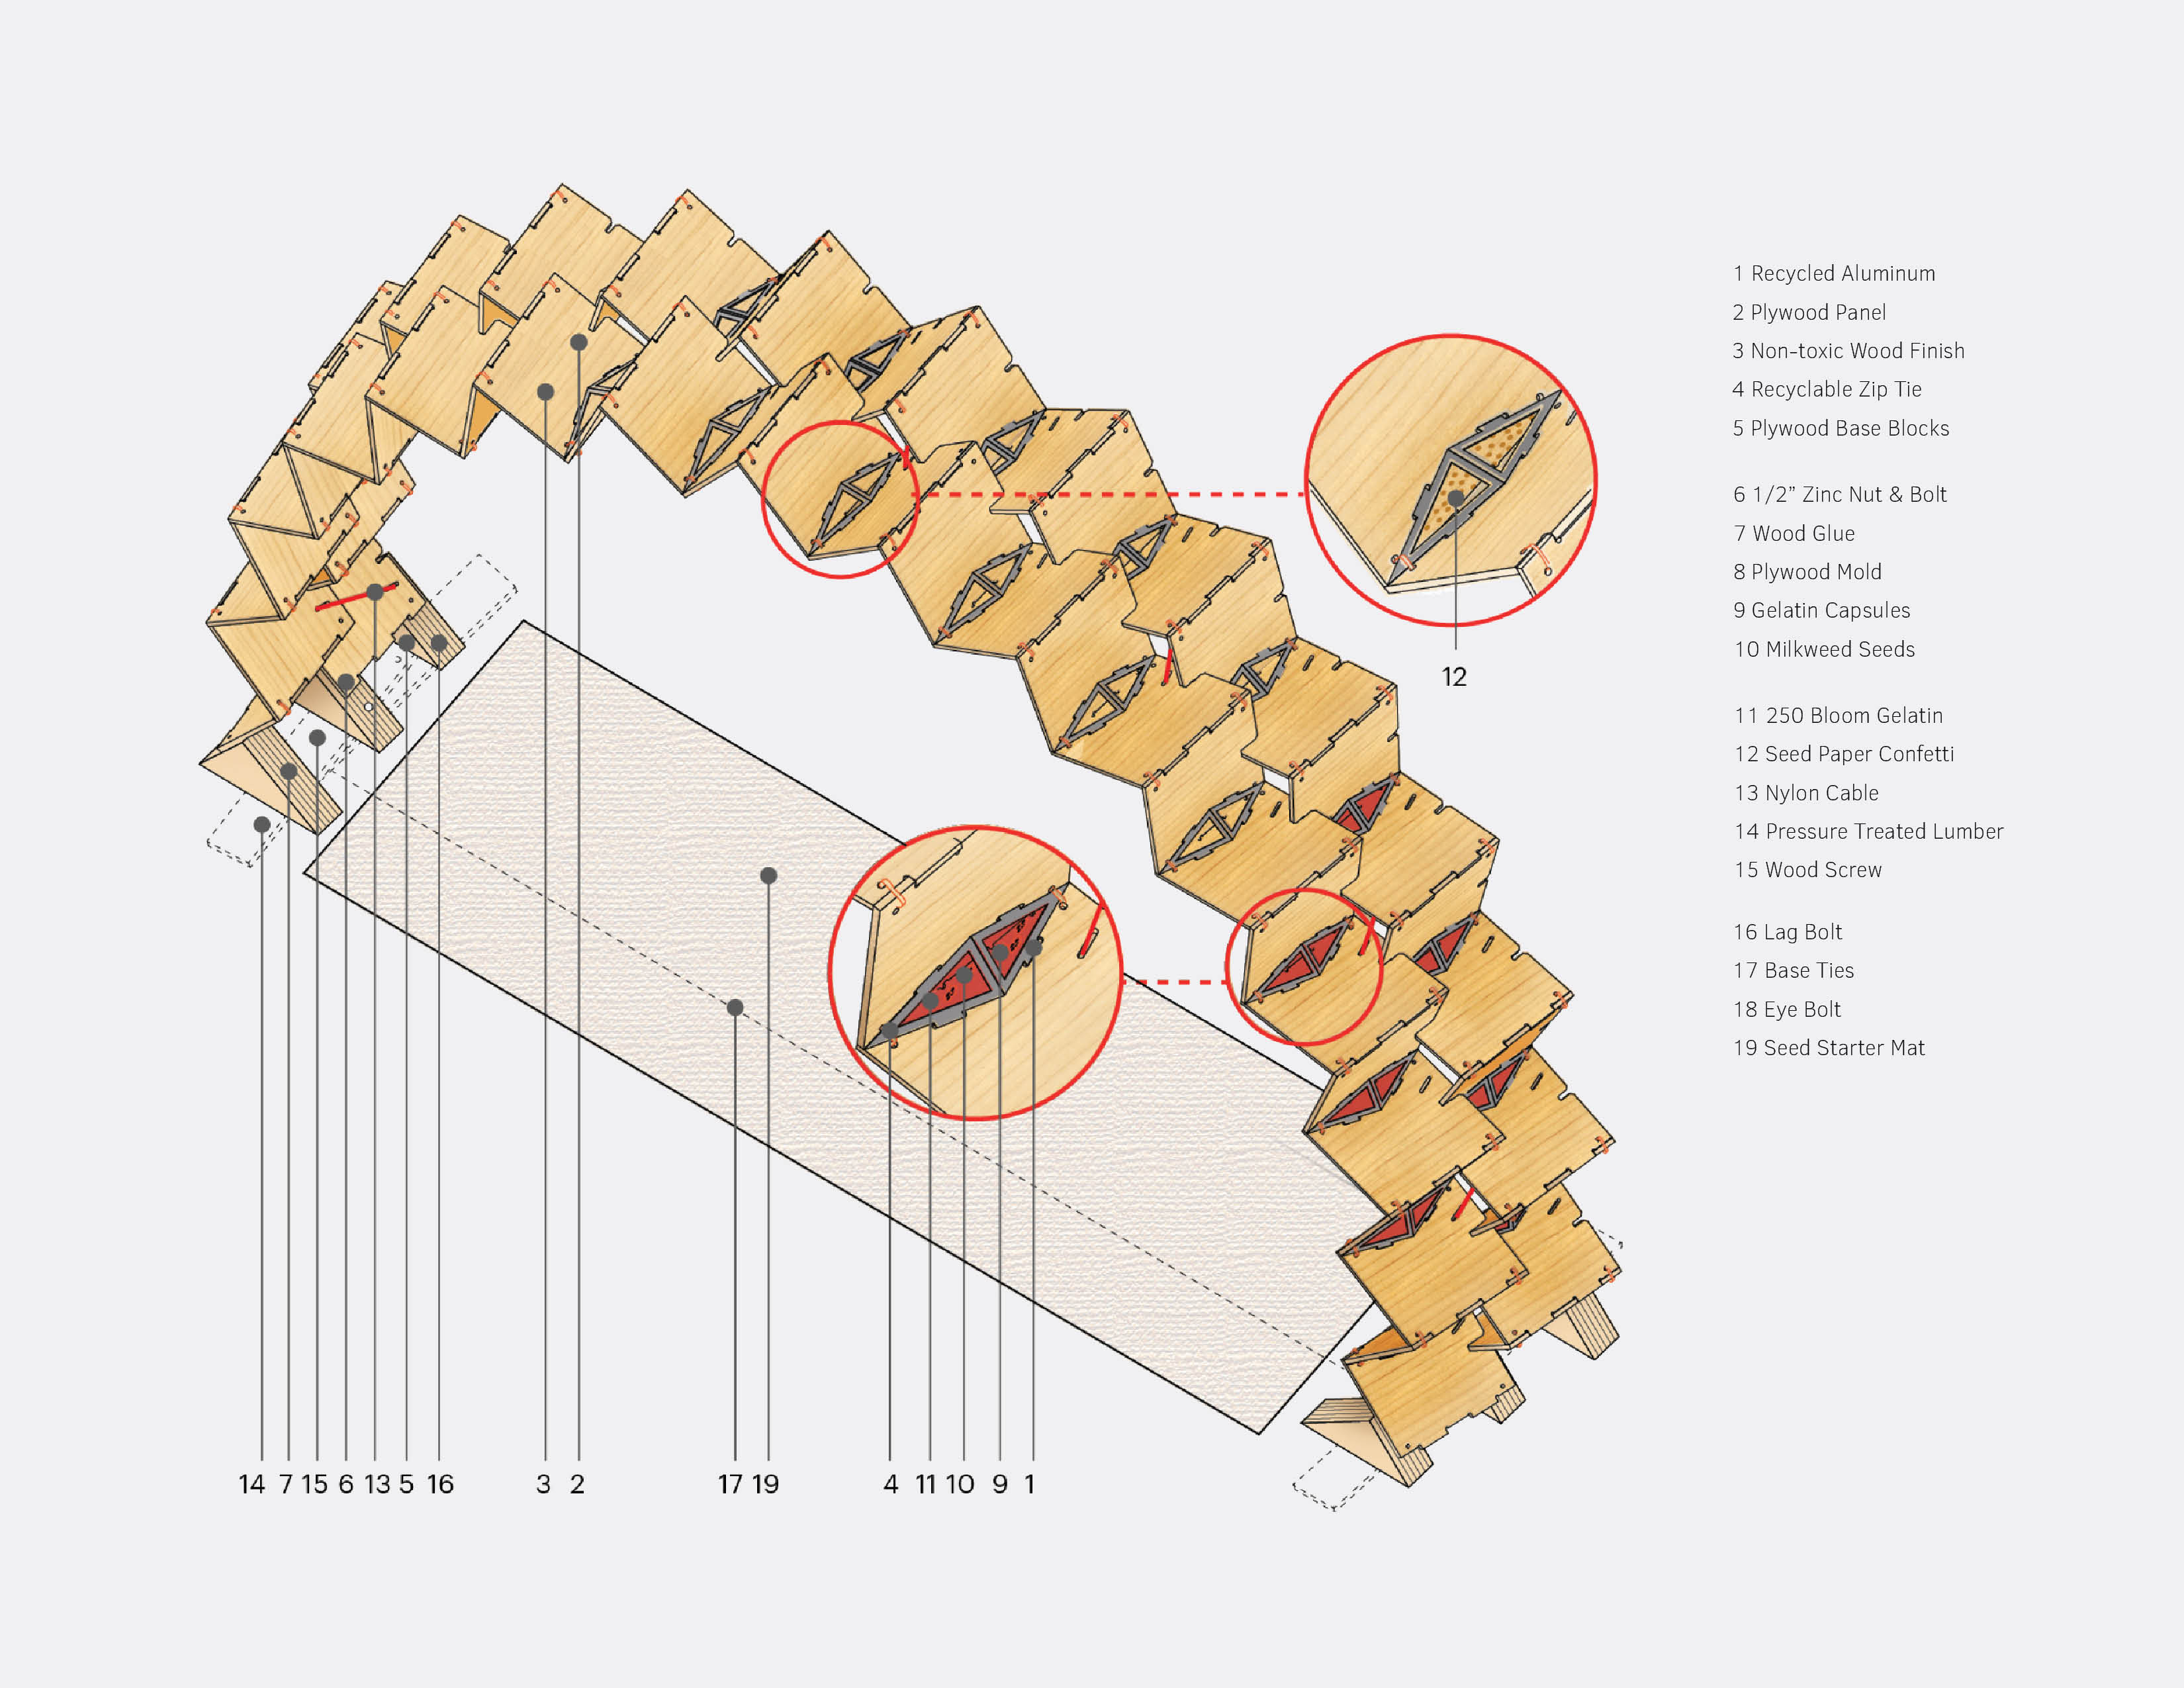 1 Recycled Aluminum
2 Plywood Panel
3 Non-toxic Wood Finish
4 Recyclable Zip Tie
5 Plywood Base Blocks
6 1/2” Zinc Nut & Bolt
7 Wood Glue
8 Plywood Mold
9 Gelatin Capsules
10 Milkweed Seeds
11 250 Bloom Gelatin
12 Seed Paper Confetti
13 Nylon Cable
14 Pressure Treated Lumber
15 Wood Screw
16 Lag Bolt
17 Base Ties
18 Eye Bolt
19 Seed Starter Mat
12
14 7 15 6 13 5 16 3 2 17 19 4 11 10 9 1